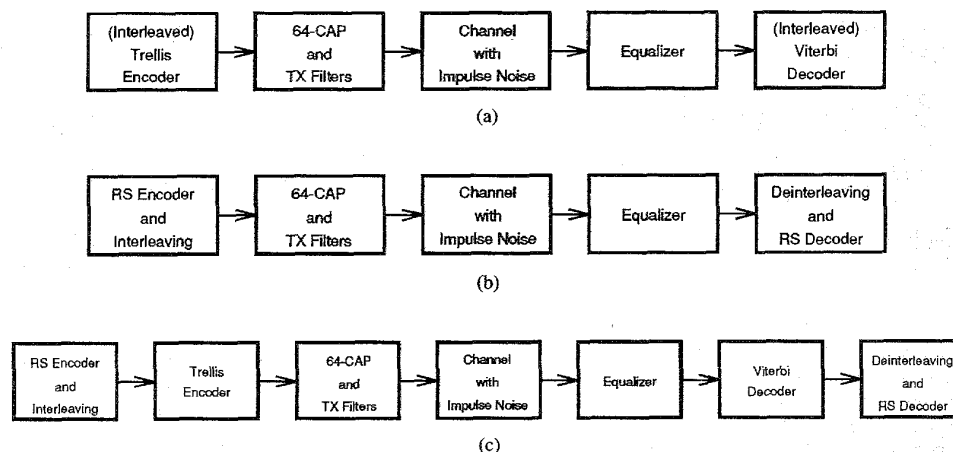 (Interleaved)
Trellis
Encoder
64-CAP
and
TX Filters
Channel
with
Impulse Noise
Equalizer
(Interleaved)
Viterbi
Decoder
(a)
RS Encoder
and
Interleaving
64-CAP
and
TX Filters
Channel
with
Impulse Noise
Equalizer
Deinterleaving
and
RS Decoder
(b)
RS Encoder
and
Interleaving
Trellis
Encoder
64-CAP
and
TX Filters
Channel
with
Impulse Noise
Equalizer
Viterbi
Decoder
Deinterleaving
and
RS Decoder
(c)